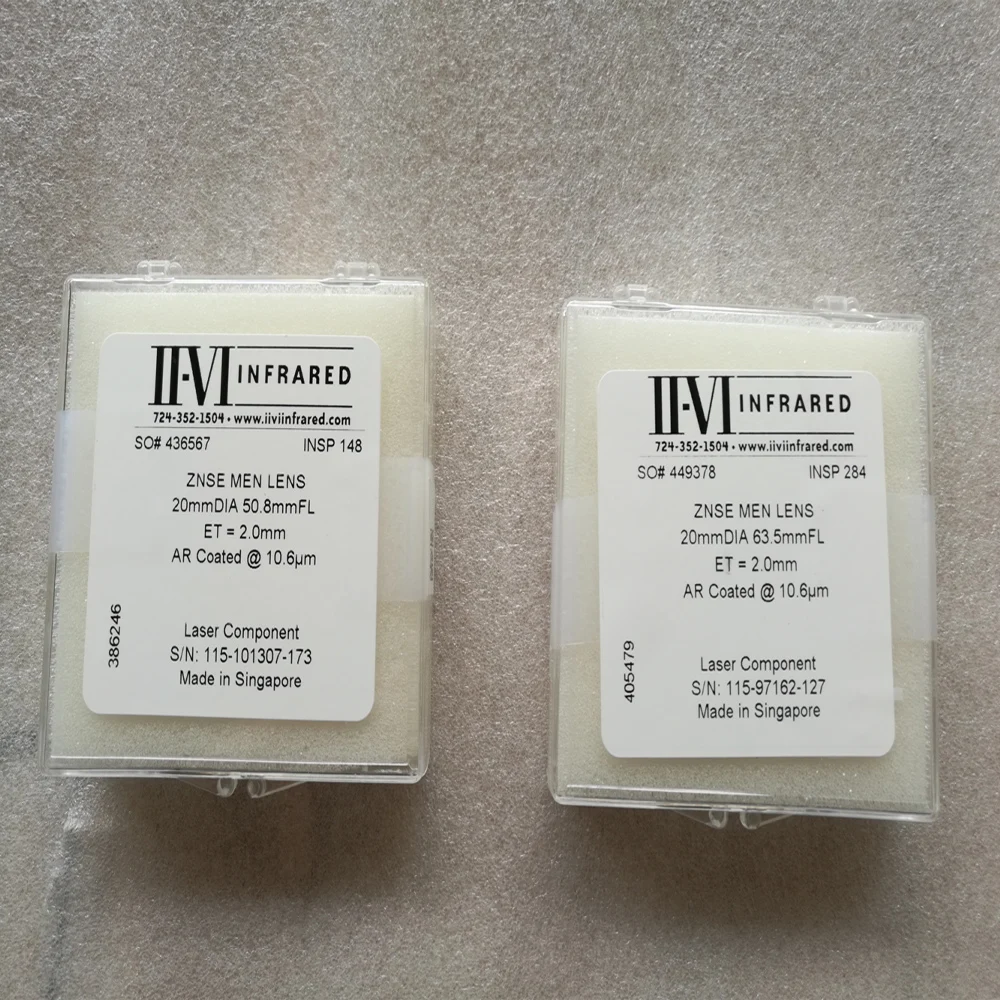 II-VI INFRARED
724-352-1504 • www.iiviinfrared.com
SO# 436567 INSP 148
ZNSE MEN LENS
20mmDIA 50.8mmFL
ET = 2.0mm
AR Coated @ 10.6µm
386246
Laser Component
S/N: 115-101307-173
Made in Singapore
II-VI INFRARED
724-352-1504 • www.iiviinfrared.com
SO# 449378 INSP 284
ZNSE MEN LENS
20mmDIA 63.5mmFL
ET = 2.0mm
AR Coated @ 10.6µm
405479
Laser Component
S/N: 115-97162-127
Made in Singapore